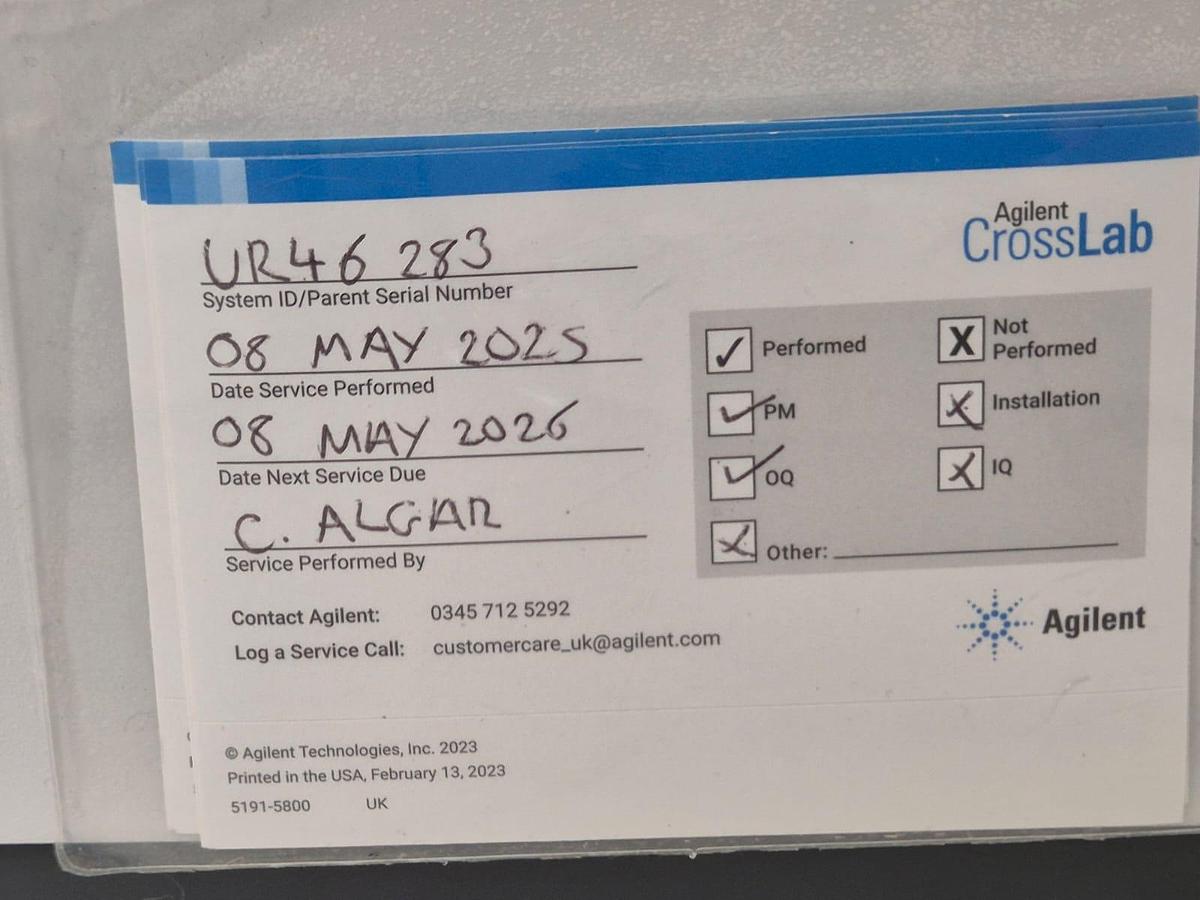 UR46 283
System ID/Parent Serial Number
08 MAY 2025
Date Service Performed
08 MAY 2026
Date Next Service Due
C. ALGAR
Service Performed By
Contact Agilent: 0345 712 5292
Log a Service Call: customercare_uk@agilent.com
Agilent
CrossLab
✓ Performed
X Not
Performed
✓ PM
X Installation
✓ OQ
X IQ
X Other:
Agilent
© Agilent Technologies, Inc. 2023
Printed in the USA, February 13, 2023
5191-5800 UK